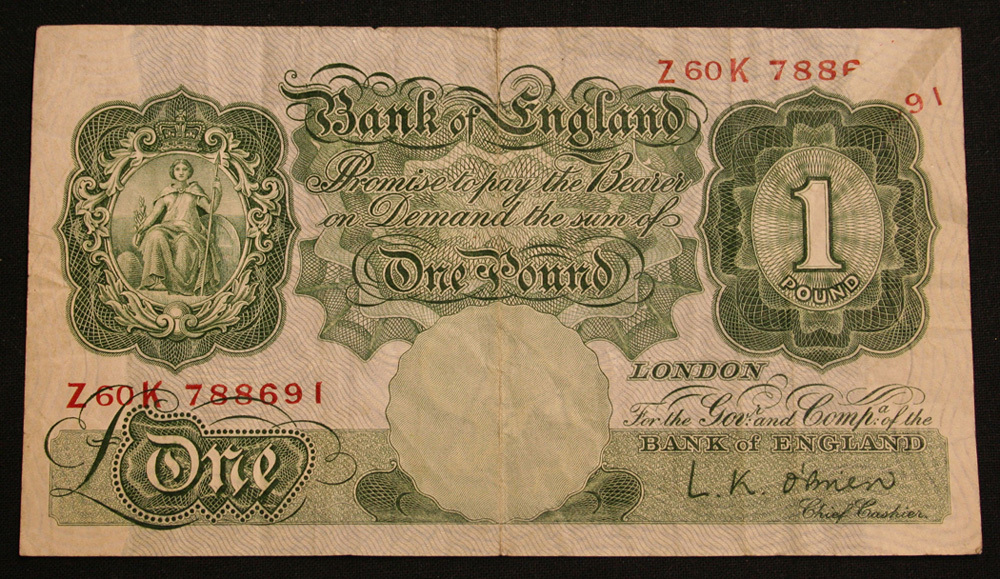 Z60K 7886
91
Bank of England
Promise to pay the Bearer
on Demand the sum of
One Pound
1
POUND
LONDON
For the Govr. and Compa. of the
BANK of ENGLAND
L. K. O'Brien
Chief Cashier.
Z60K 788691
£One